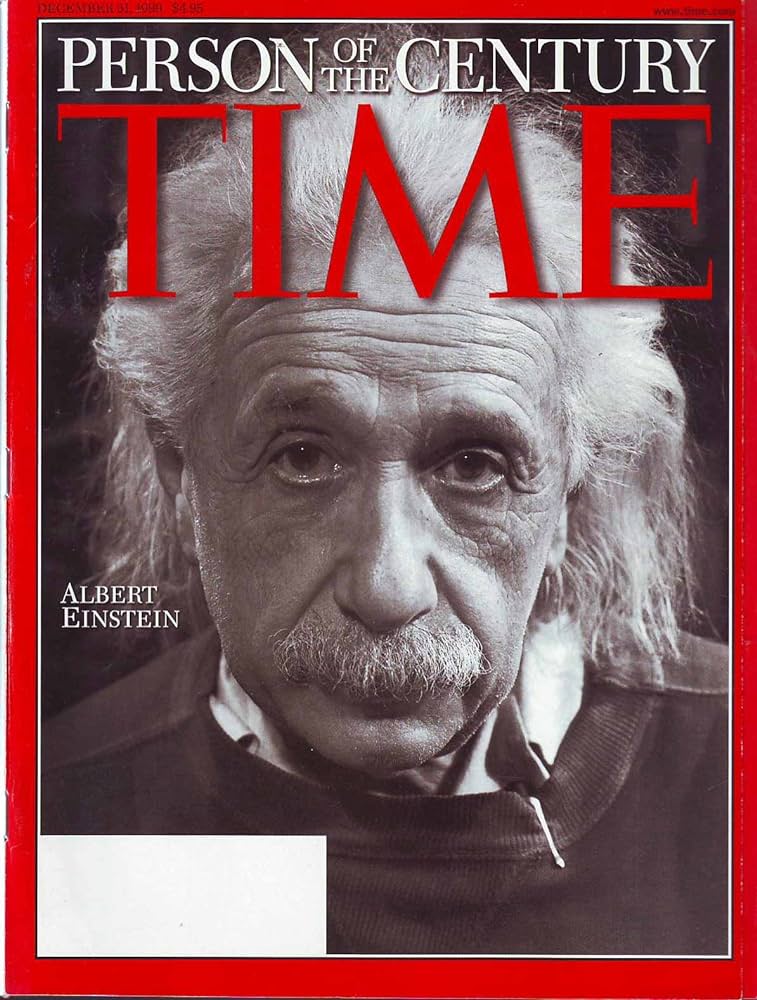 DECEMBER 31, 1999 $4.95
www.time.com
PERSON OF THE CENTURY
TIME
ALBERT
EINSTEIN